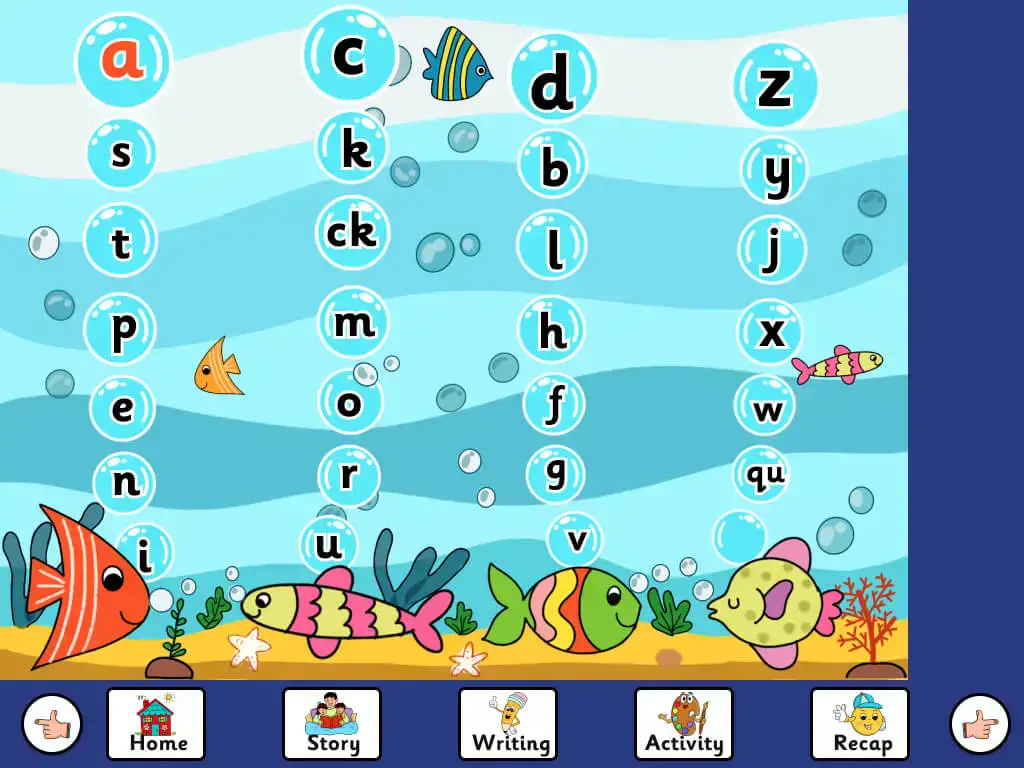 a c d z
s k b y
t ck l j
p m h x
e o f w
n r g qu
i u v
Home Story Writing Activity Recap